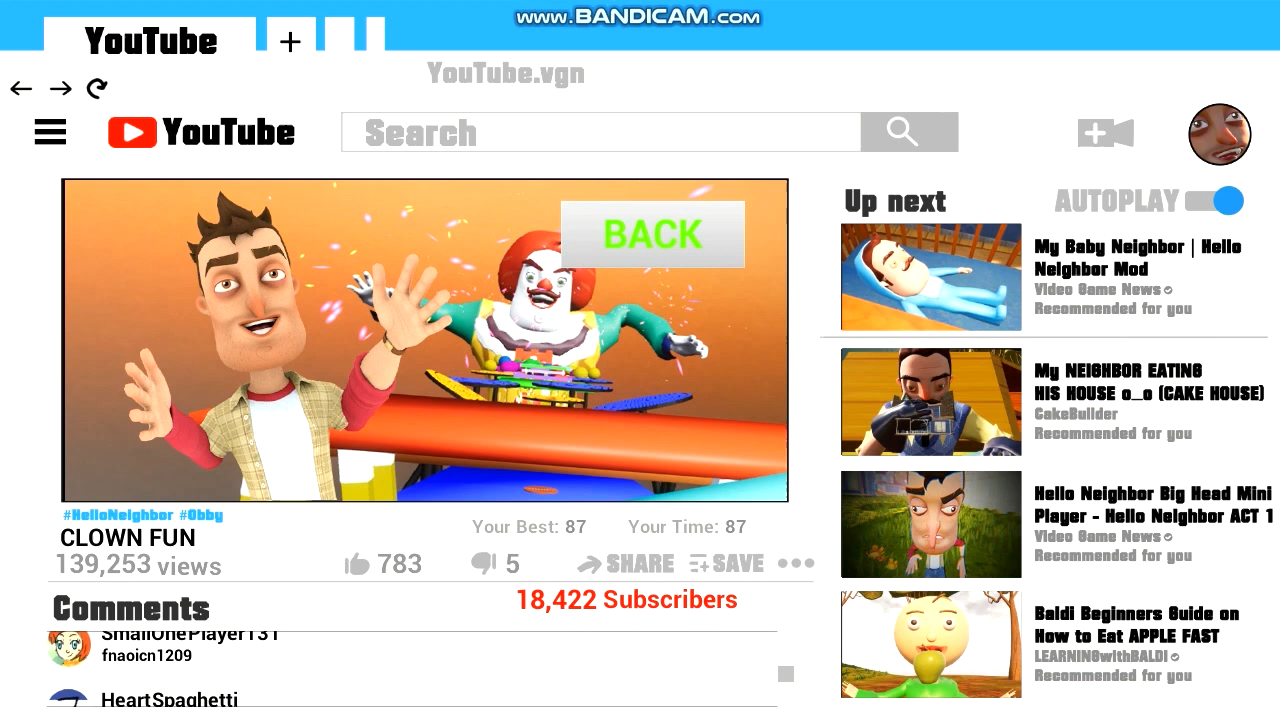 www.BANDICAM.com
YouTube
+
YouTube.vgn
YouTube
Search
BACK
Up next
AUTOPLAY
My Baby Neighbor | Hello
Neighbor Mod
Video Game News
Recommended for you
My NEIGHBOR EATING
HIS HOUSE o_o (CAKE HOUSE)
CakeBuilder
Recommended for you
Hello Neighbor Big Head Mini
Player - Hello Neighbor ACT 1
Video Game News
Recommended for you
Baldi Beginners Guide on
How to Eat APPLE FAST
LEARNINGwithBALDI
Recommended for you
#HelloNeighbor #Obby
CLOWN FUN
Your Best: 87
Your Time: 87
139,253 views
783
5
SHARE
SAVE
18,422 Subscribers
Comments
SmallOnePlayer131
fnaoicn1209
HeartSpaghetti